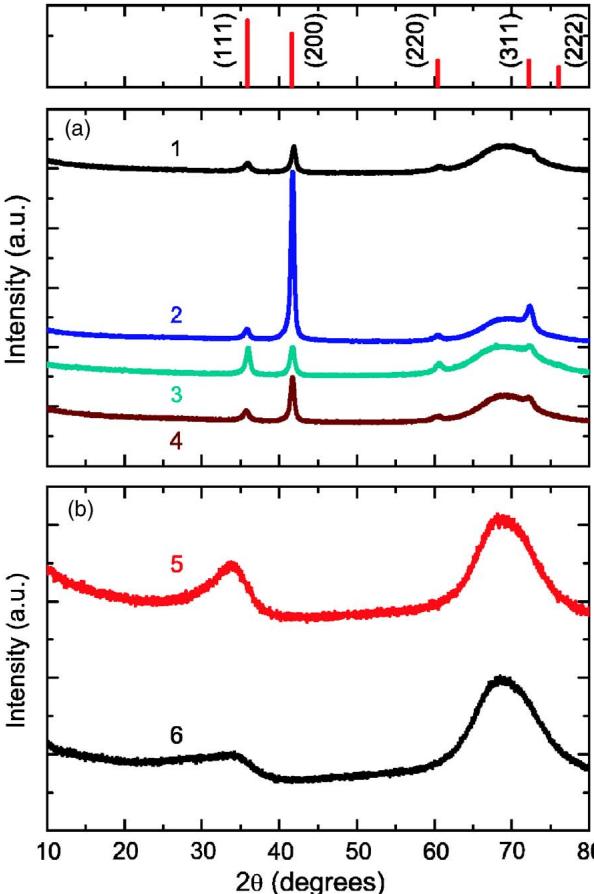 (111)
(200)
(220)
(311)
(222)
(a)
1
2
3
4
Intensity (a.u.)
(b)
5
6
Intensity (a.u.)
10 20 30 40 50 60 70 80
2θ (degrees)